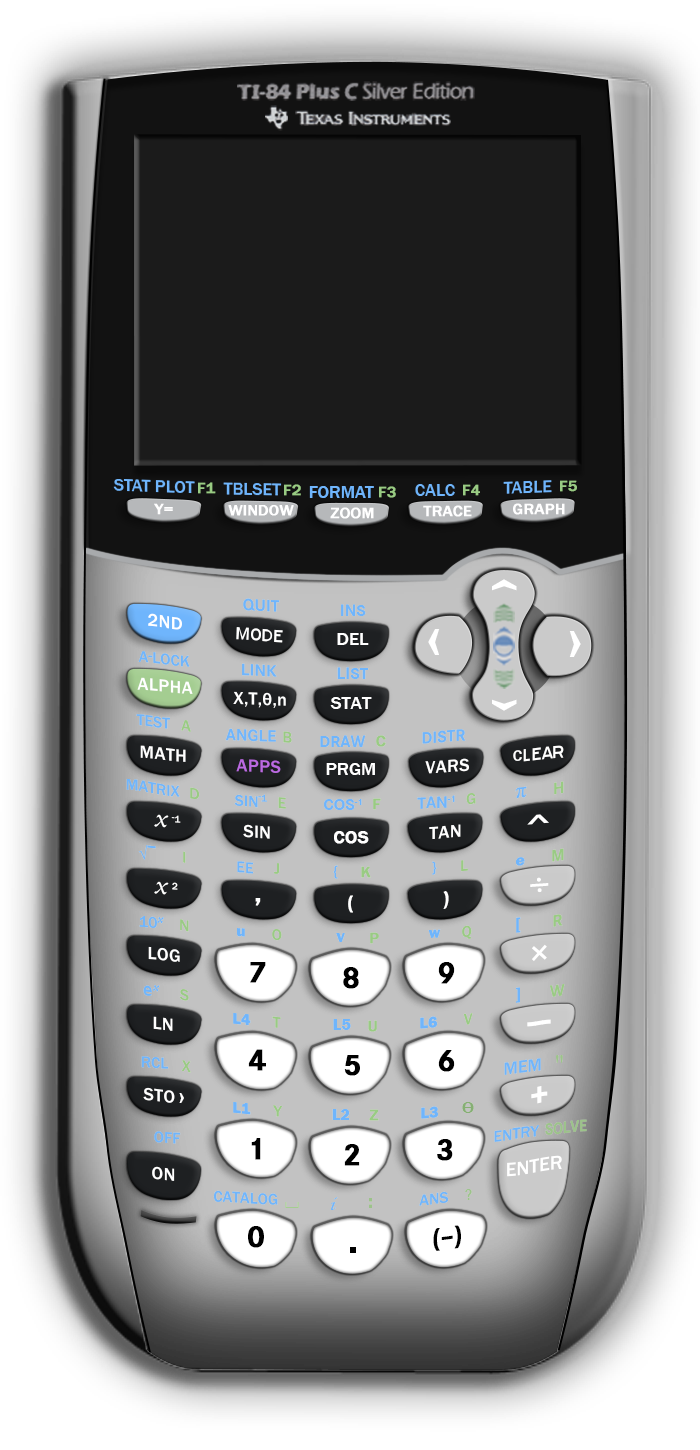 TI-84 Plus C Silver Edition
TEXAS INSTRUMENTS
STAT PLOT F1 TBLSET F2 FORMAT F3 CALC F4 TABLE F5
Y= WINDOW ZOOM TRACE GRAPH
QUIT INS
2ND MODE DEL
A-LOCK LINK LIST
ALPHA X,T,θ,n STAT
TEST A ANGLE B DRAW C DISTR
MATH APPS PRGM VARS CLEAR
MATRIX D SIN⁻¹ E COS⁻¹ F TAN⁻¹ G π H
x⁻¹ SIN COS TAN ^
√ I EE J { K } L e M
x² , ( ) ÷
10ˣ N u O v P w Q [ R
LOG 7 8 9 ×
eˣ S L4 T L5 U L6 V ] W
LN 4 5 6 −
RCL X L1 Y L2 Z L3 θ MEM "
STO › 1 2 3 +
OFF CATALOG _ i : ANS ? ENTRY SOLVE
ON 0 . (−) ENTER